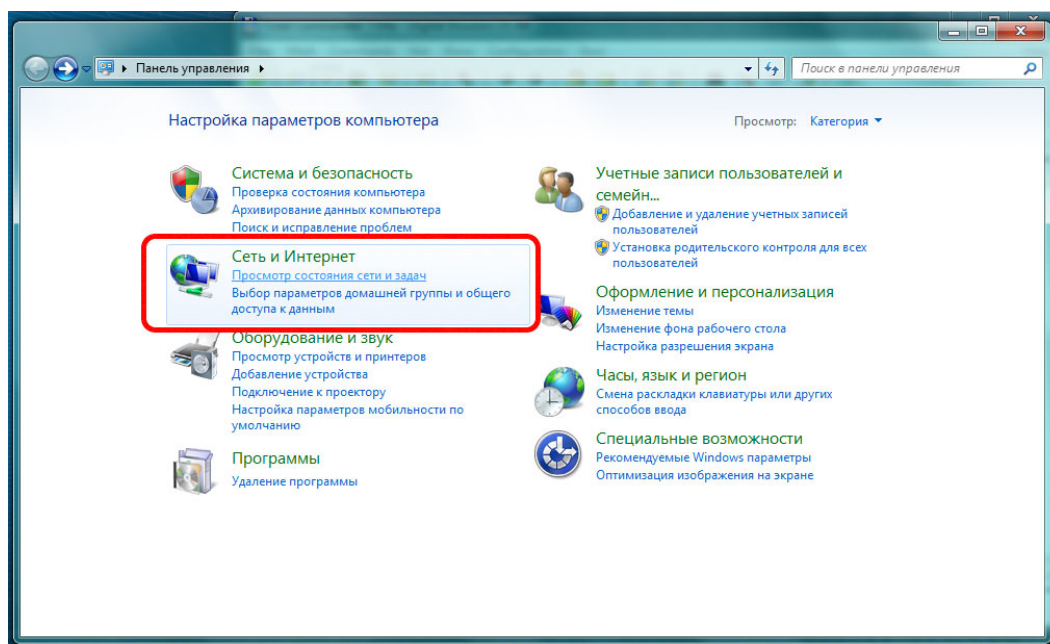 Панель управления
Поиск в панели управления
Настройка параметров компьютера
Просмотр: Категория
Система и безопасность
Проверка состояния компьютера
Архивирование данных компьютера
Поиск и исправление проблем
Сеть и Интернет
Просмотр состояния сети и задач
Выбор параметров домашней группы и общего
доступа к данным
Оборудование и звук
Просмотр устройств и принтеров
Добавление устройства
Подключение к проектору
Настройка параметров мобильности по
умолчанию
Программы
Удаление программы
Учетные записи пользователей и
семейн...
Добавление и удаление учетных записей
пользователей
Установка родительского контроля для всех
пользователей
Оформление и персонализация
Изменение темы
Изменение фона рабочего стола
Настройка разрешения экрана
Часы, язык и регион
Смена раскладки клавиатуры или других
способов ввода
Специальные возможности
Рекомендуемые Windows параметры
Оптимизация изображения на экране